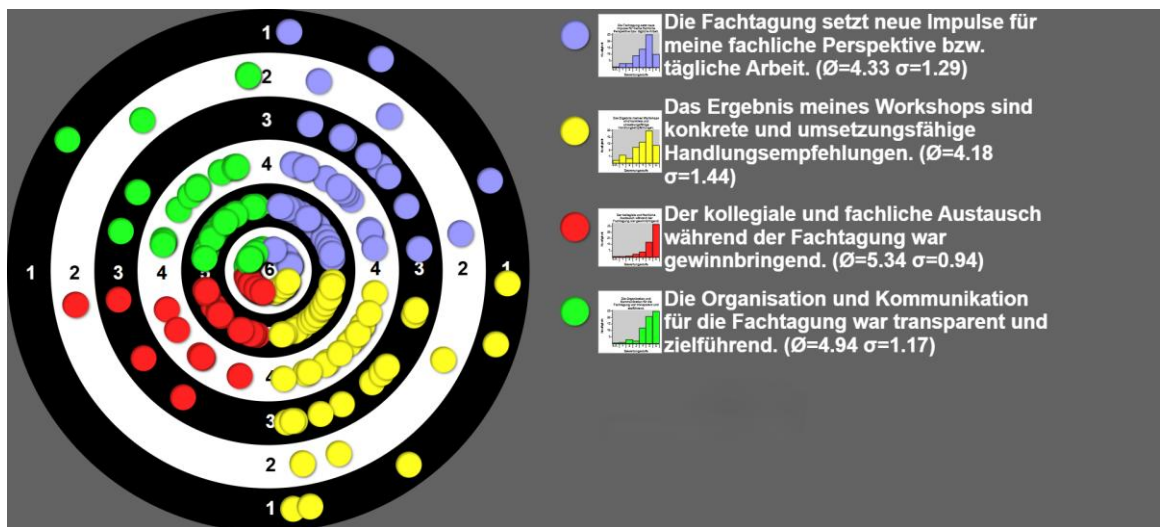 1
2
3
4
6
1
2
3
4
4
3
2
1
4
3
2
1
Die Fachtagung setzt neue Impulse für
meine fachliche Perspektive bzw.
tägliche Arbeit. (Ø=4.33 σ=1.29)
Das Ergebnis meines Workshops sind
konkrete und umsetzungsfähige
Handlungsempfehlungen. (Ø=4.18
σ=1.44)
Der kollegiale und fachliche Austausch
während der Fachtagung war
gewinnbringend. (Ø=5.34 σ=0.94)
Die Organisation und Kommunikation
für die Fachtagung war transparent und
zielführend. (Ø=4.94 σ=1.17)